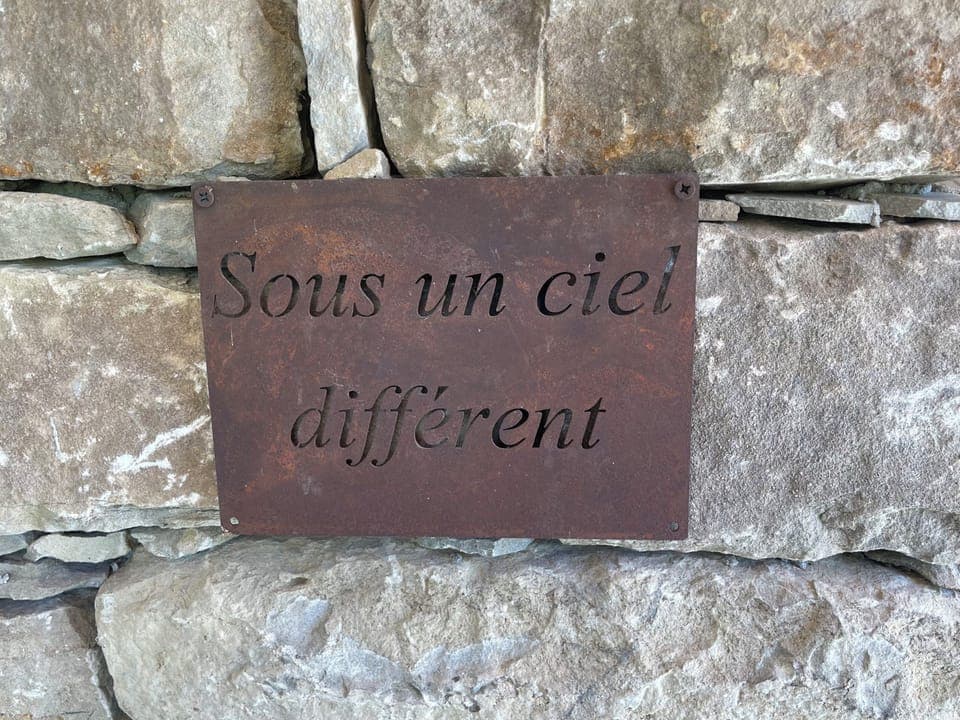 Sous un ciel
différent